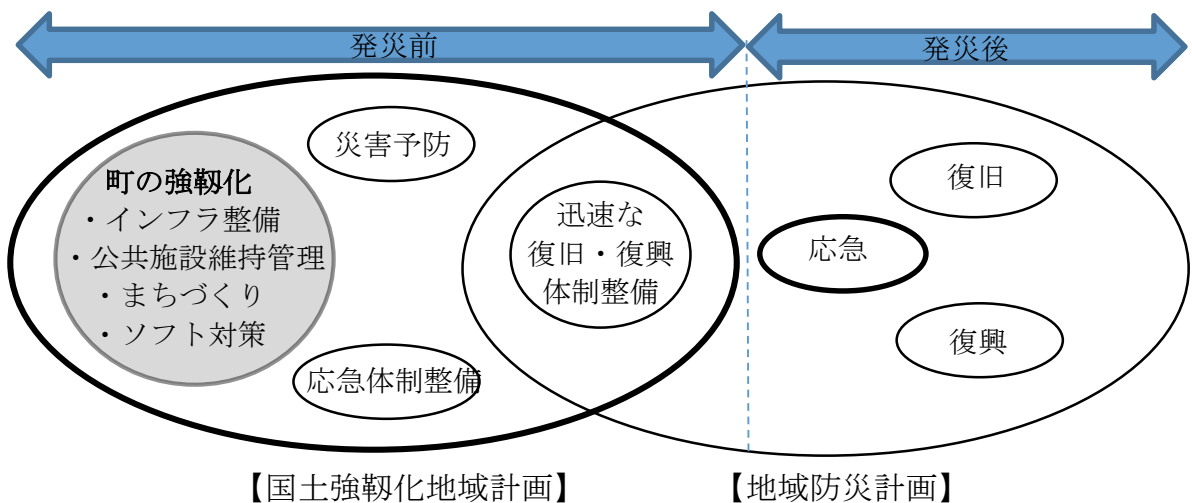 発災前
発災後
災害予防
町の強靱化
・インフラ整備
・公共施設維持管理
・まちづくり
・ソフト対策
応急体制整備
迅速な
復旧・復興
体制整備
応急
復旧
復興
【国土強靱化地域計画】
【地域防災計画】